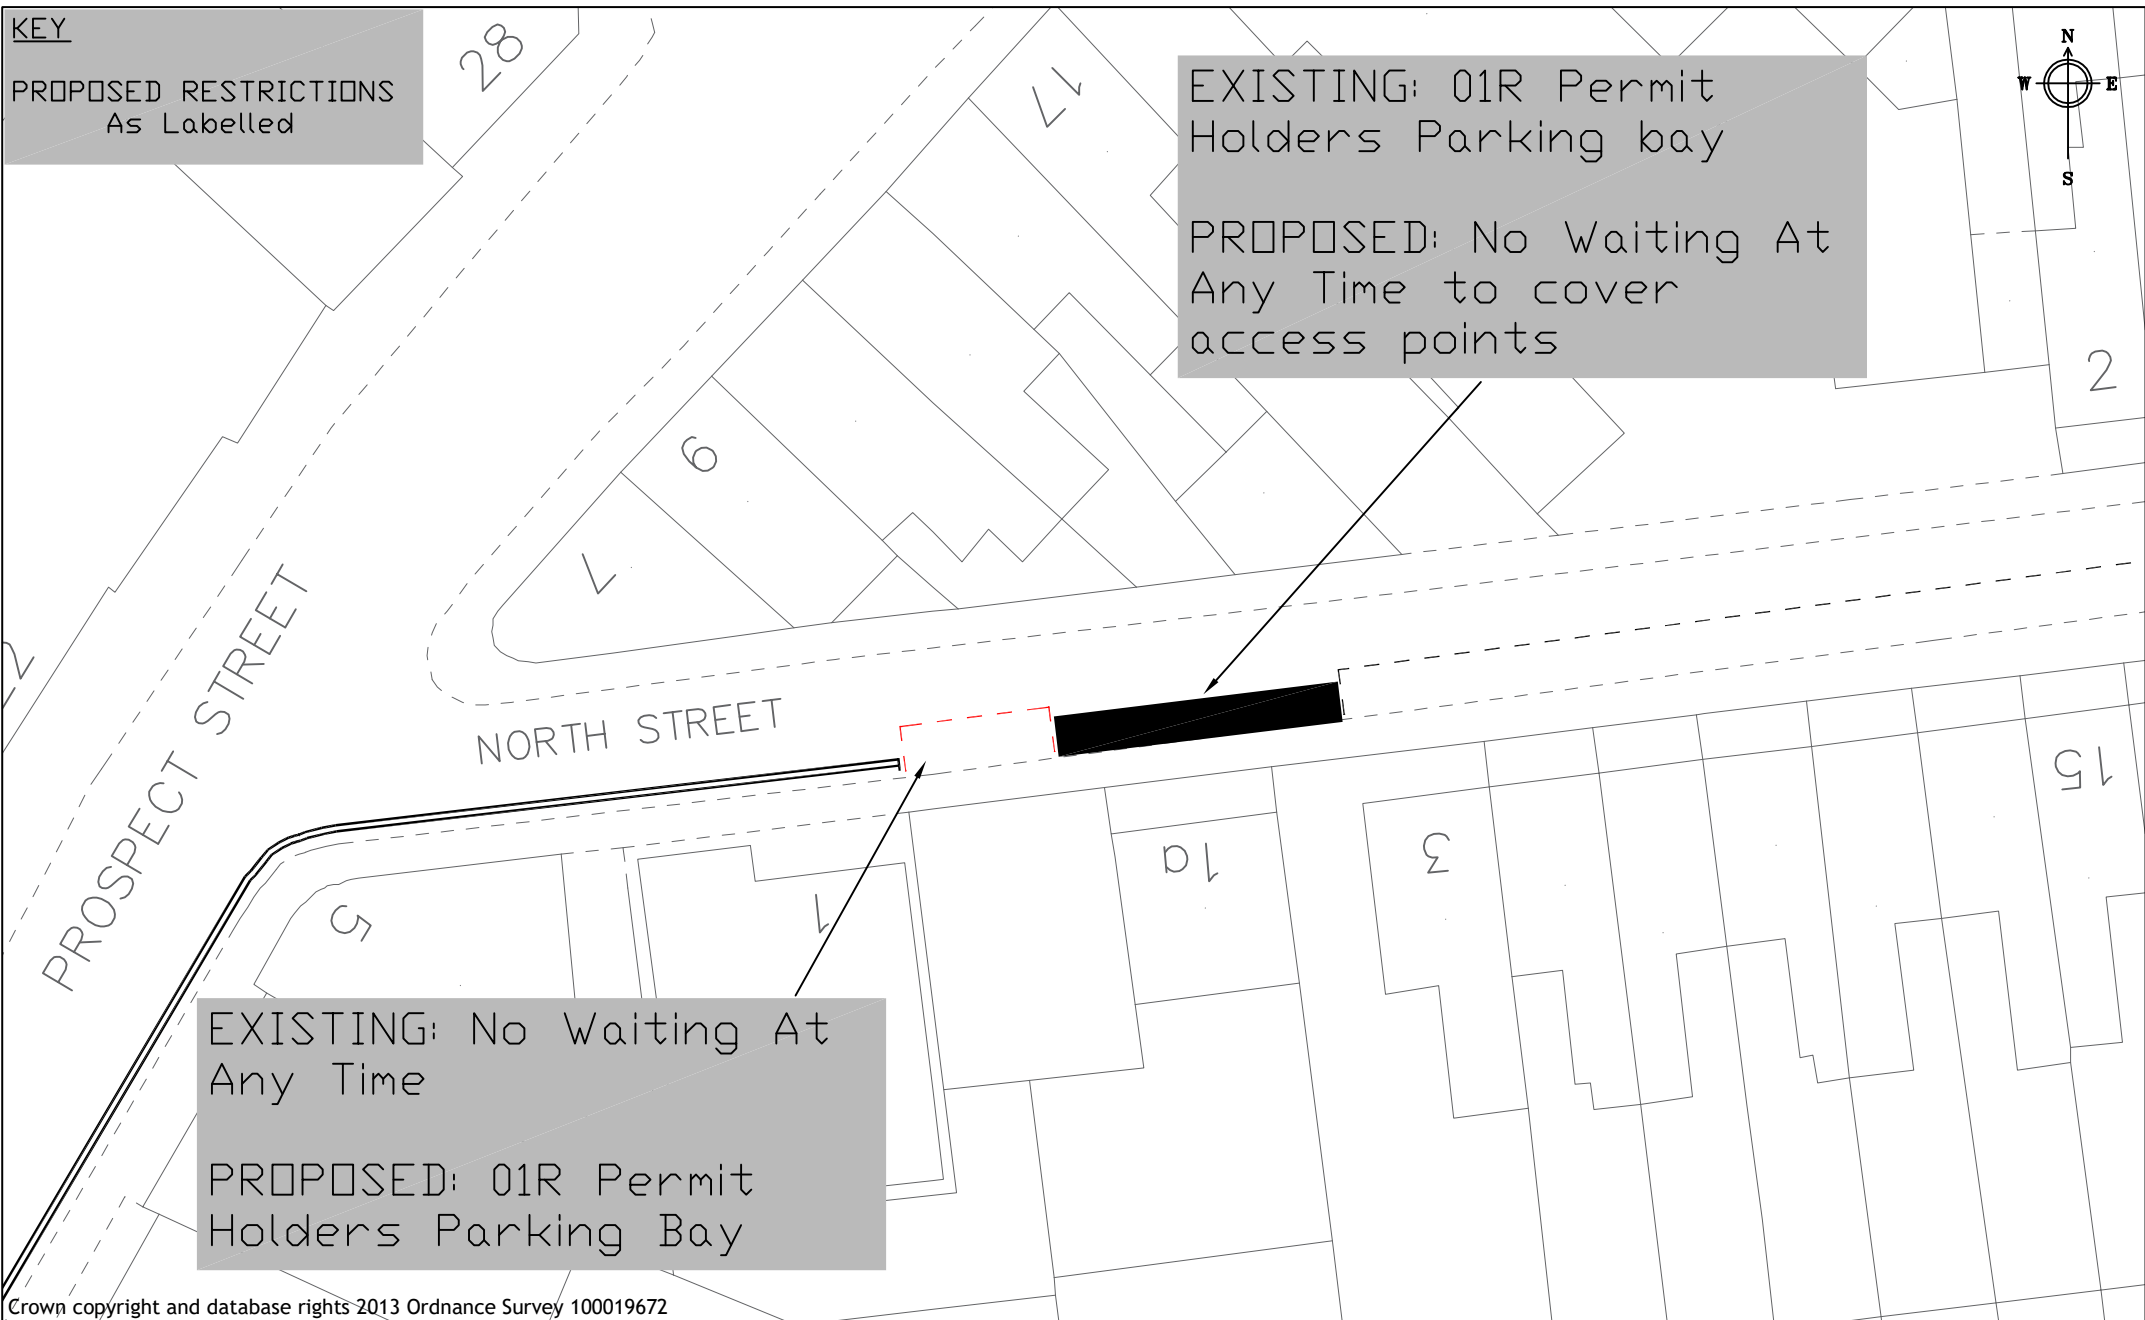 KEY
PROPOSED RESTRICTIONS
As Labelled
28
17
EXISTING: 01R Permit
Holders Parking bay
PROPOSED: No Waiting At
Any Time to cover
access points
N
W E
S
2
9
7
PROSPECT STREET
NORTH STREET
15
3
1a
1
5
EXISTING: No Waiting At
Any Time
PROPOSED: 01R Permit
Holders Parking Bay
Crown copyright and database rights 2013 Ordnance Survey 100019672